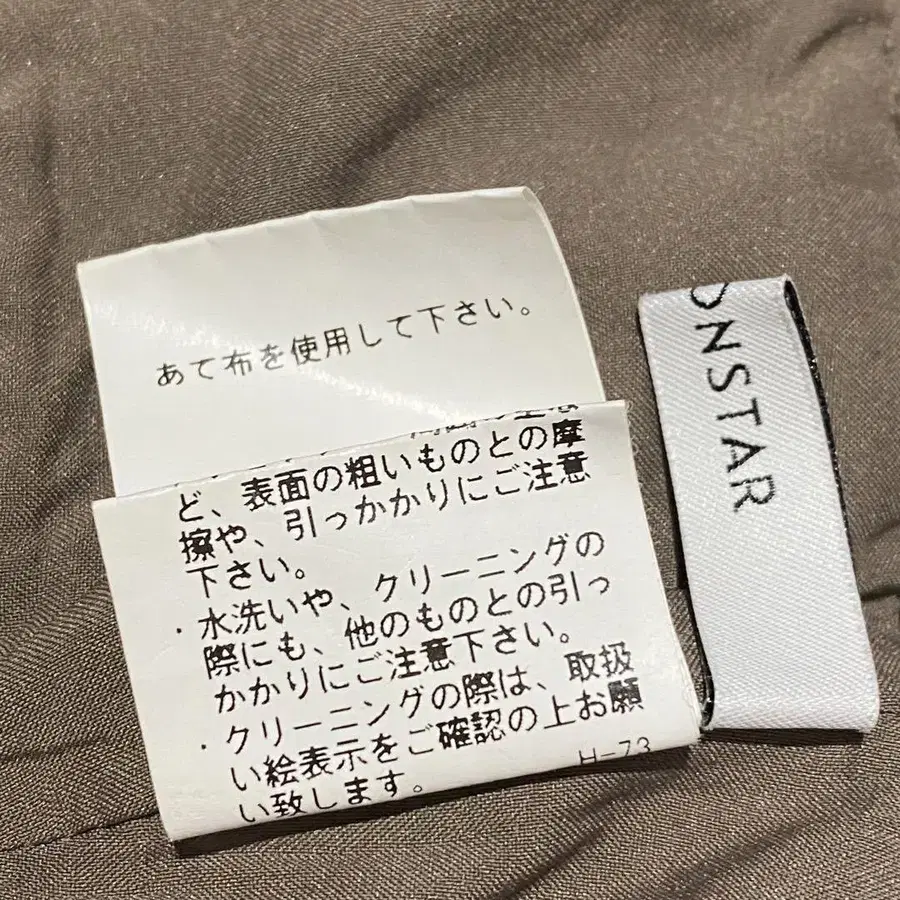 あて布を使用して下さい。
ど、表面の粗いものとの摩
擦や、引っかかりにご注意
下さい。
・水洗いや、クリーニングの
際にも、他のものとの引っ
かかりにご注意下さい。
・クリーニングの際は、取扱
い絵表示をご確認の上お願
い致します。
H-73
ONSTAR